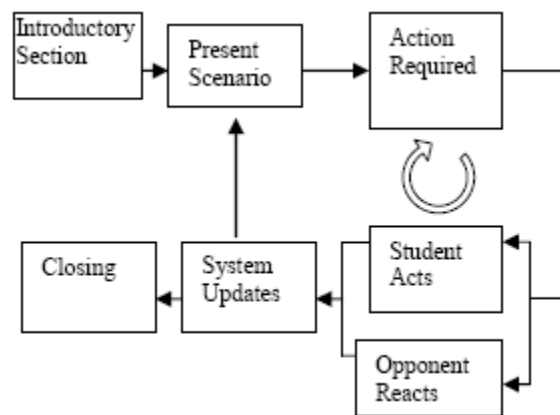 Introductory
Section
Present
Scenario
Action
Required
Closing
System
Updates
Student
Acts
Opponent
Reacts